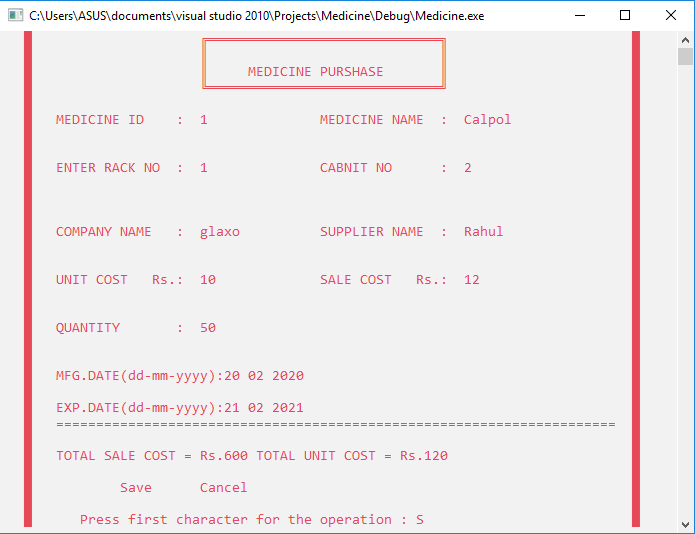 C:\Users\ASUS\documents\visual studio 2010\Projects\Medicine\Debug\Medicine.exe
MEDICINE PURSHASE
MEDICINE ID : 1 MEDICINE NAME : Calpol
ENTER RACK NO : 1 CABNIT NO : 2
COMPANY NAME : glaxo SUPPLIER NAME : Rahul
UNIT COST Rs.: 10 SALE COST Rs.: 12
QUANTITY : 50
MFG.DATE(dd-mm-yyyy):20 02 2020
EXP.DATE(dd-mm-yyyy):21 02 2021
======================================================================
TOTAL SALE COST = Rs.600 TOTAL UNIT COST = Rs.120
Save Cancel
Press first character for the operation : S